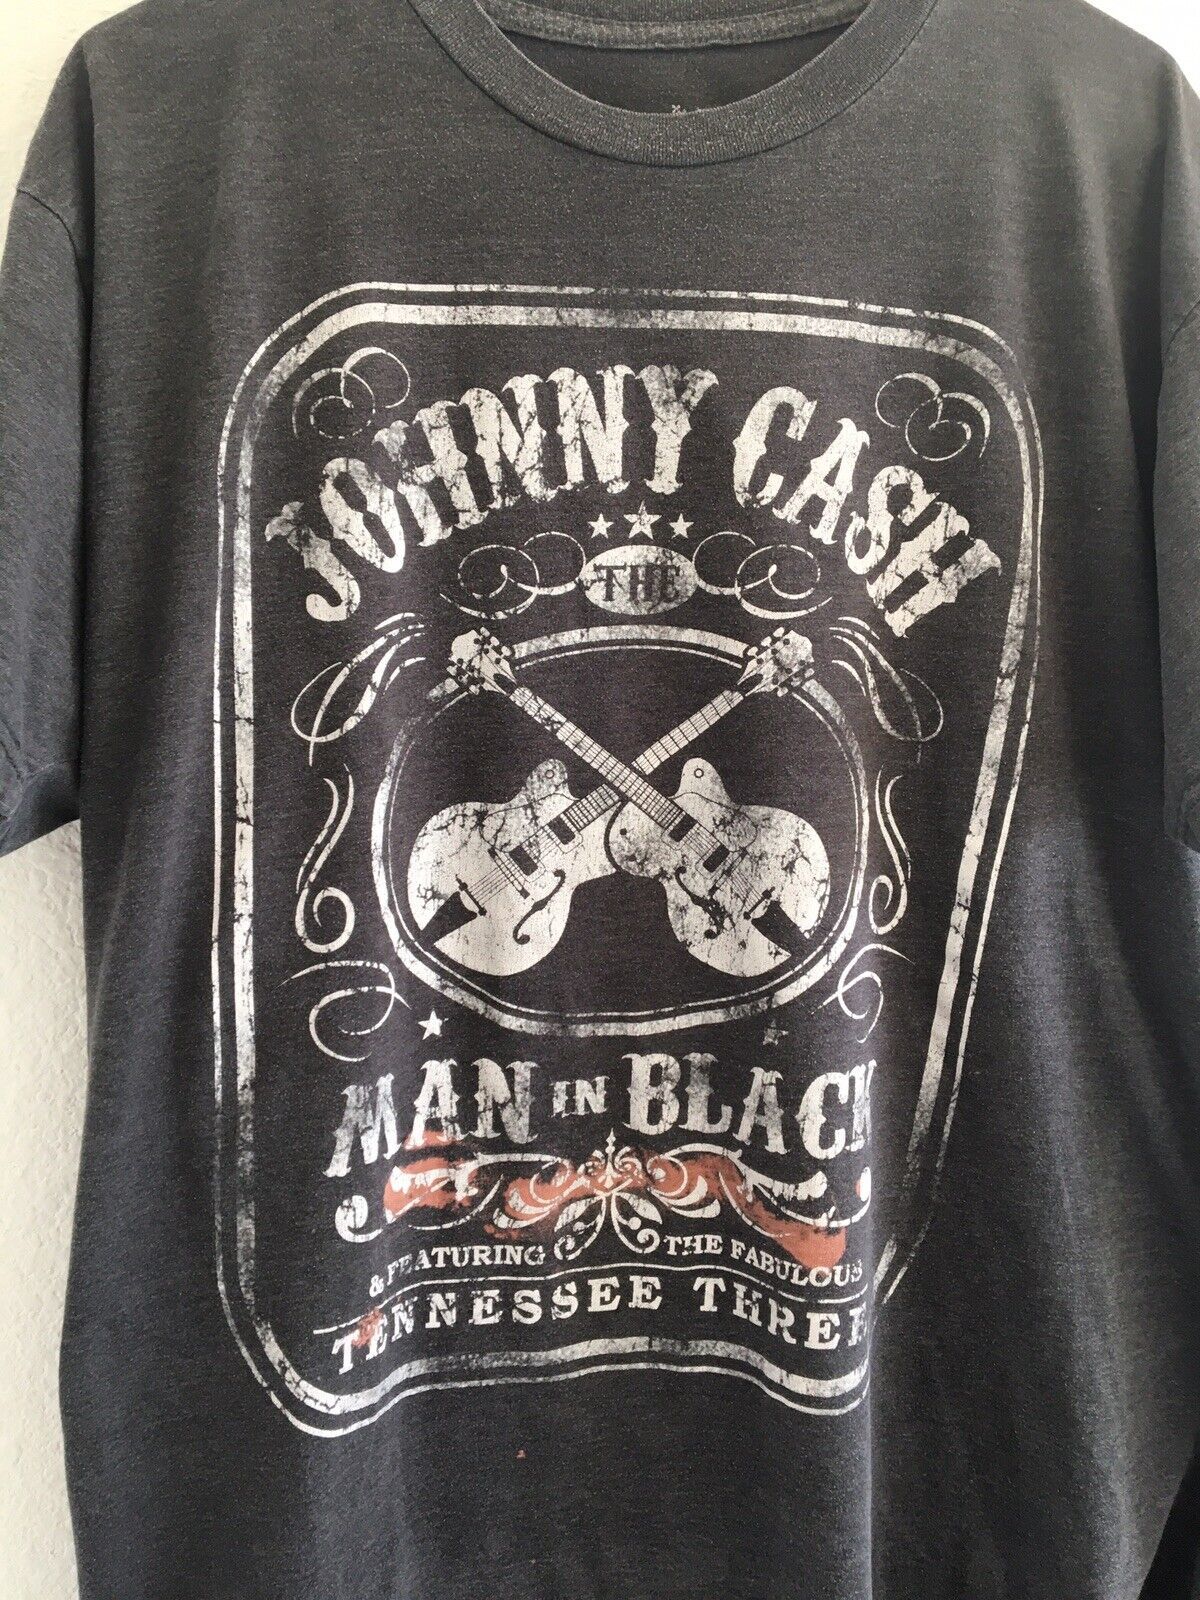 JOHNNY CASH
THE
MAN IN BLACK
& FEATURING THE FABULOUS
TENNESSEE THREE